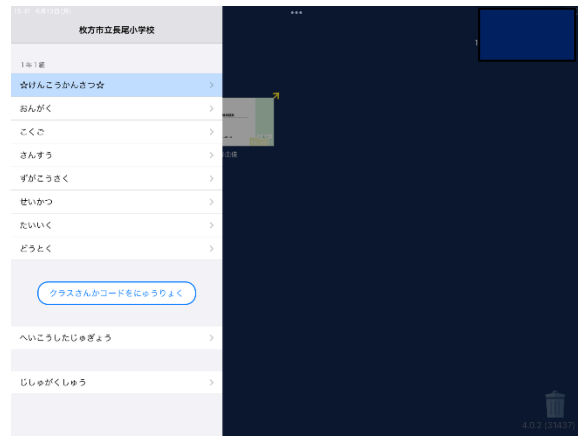 枚方市立長尾小学校
1年1組
☆けんこうかんさつ☆
おんがく
こくご
さんすう
ずがこうさく
せいかつ
たいいく
どうとく
クラスさんかコードをにゅうりょく
へいこうしたじゅぎょう
じしゅがくしゅう
4.0.2 (31437)